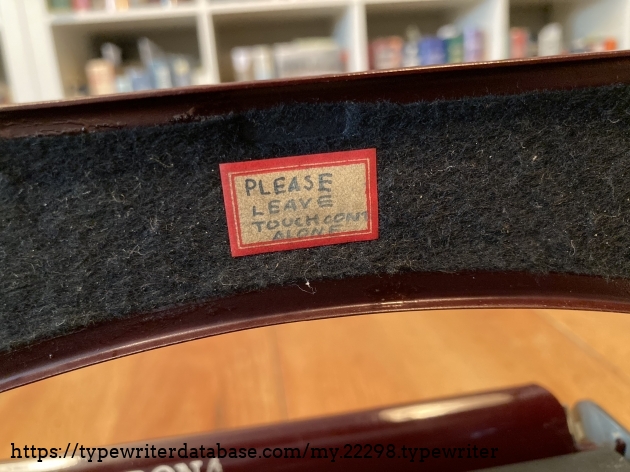 PLEASE
LEAVE
TOUCH CONT
ALONE
https://typewriterdatabase.com/my.22298.typewriter